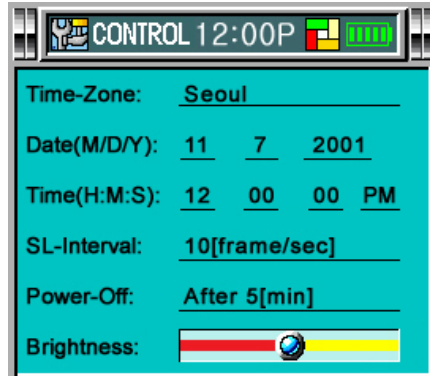 CONTROL 12:00P
Time-Zone: Seoul
Date(M/D/Y): 11 7 2001
Time(H:M:S): 12 00 00 PM
SL-Interval: 10[frame/sec]
Power-Off: After 5[min]
Brightness: